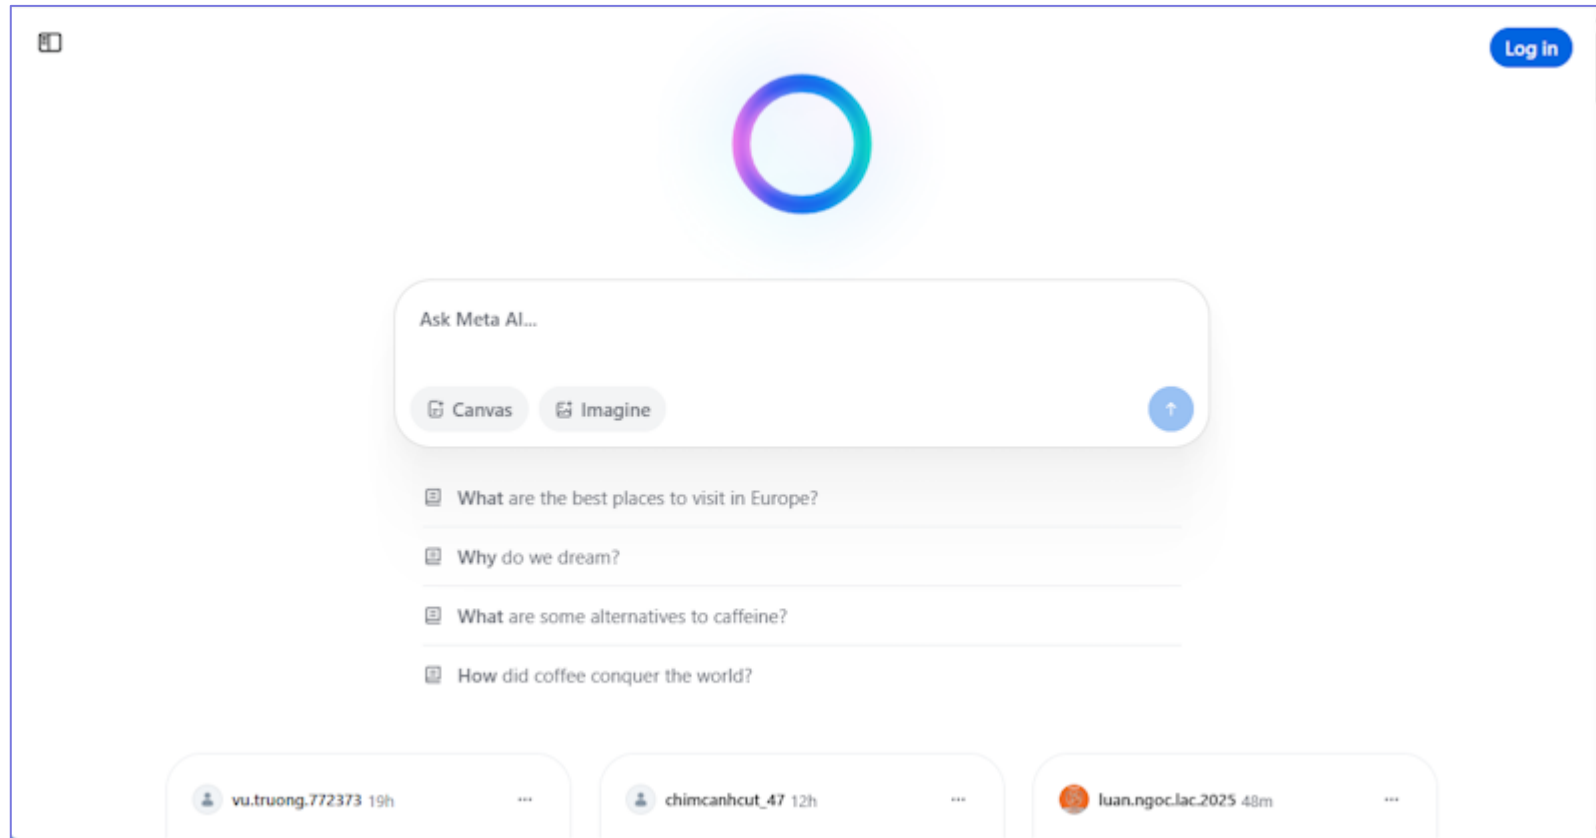 Log in
Ask Meta AI...
Canvas Imagine
What are the best places to visit in Europe?
Why do we dream?
What are some alternatives to caffeine?
How did coffee conquer the world?
vu.truong.772373 19h ... chimcanhcut_47 12h ... luan.ngoc.lac.2025 48m ...